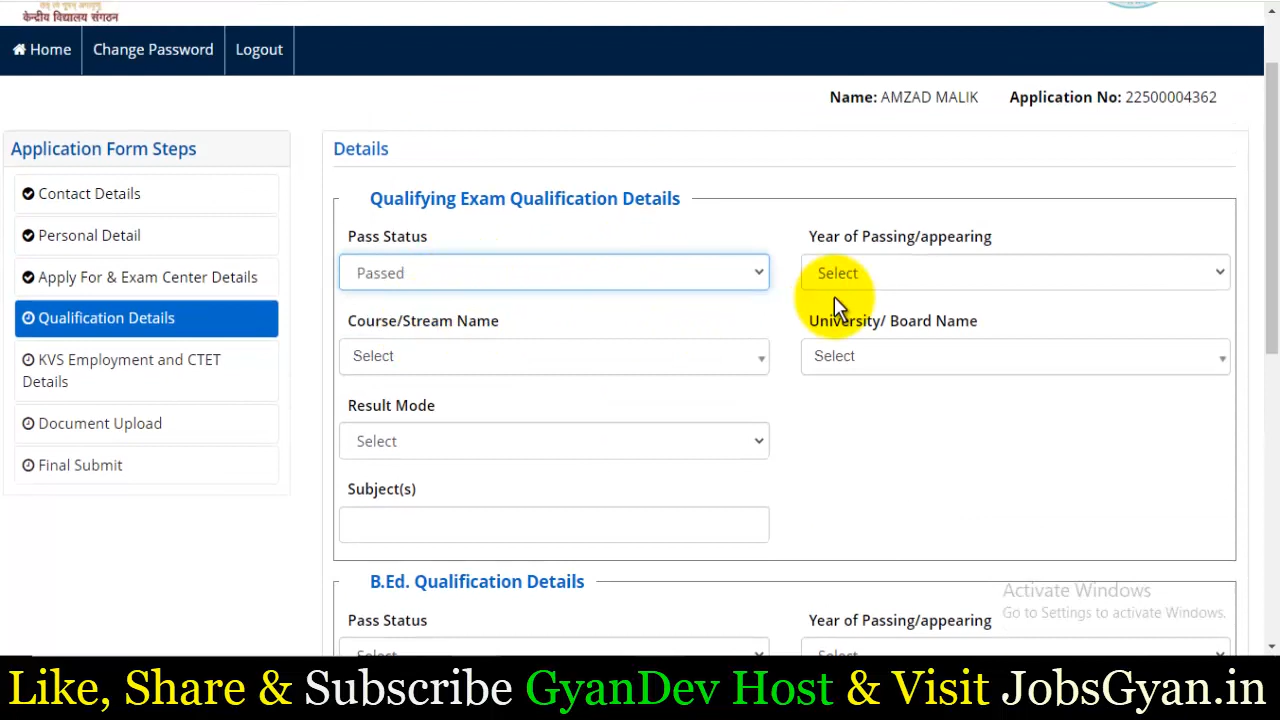 केन्द्रीय विद्यालय संगठन
Home
Change Password
Logout
Name: AMZAD MALIK
Application No: 22500004362
Application Form Steps
Contact Details
Personal Detail
Apply For & Exam Center Details
Qualification Details
KVS Employment and CTET
Details
Document Upload
Final Submit
Details
Qualifying Exam Qualification Details
Pass Status
Year of Passing/appearing
Passed
Select
Course/Stream Name
University/ Board Name
Select
Select
Result Mode
Select
Subject(s)
B.Ed. Qualification Details
Pass Status
Year of Passing/appearing
Select
Select
Activate Windows
Go to Settings to activate Windows.
Like, Share & Subscribe GyanDev Host & Visit JobsGyan.in